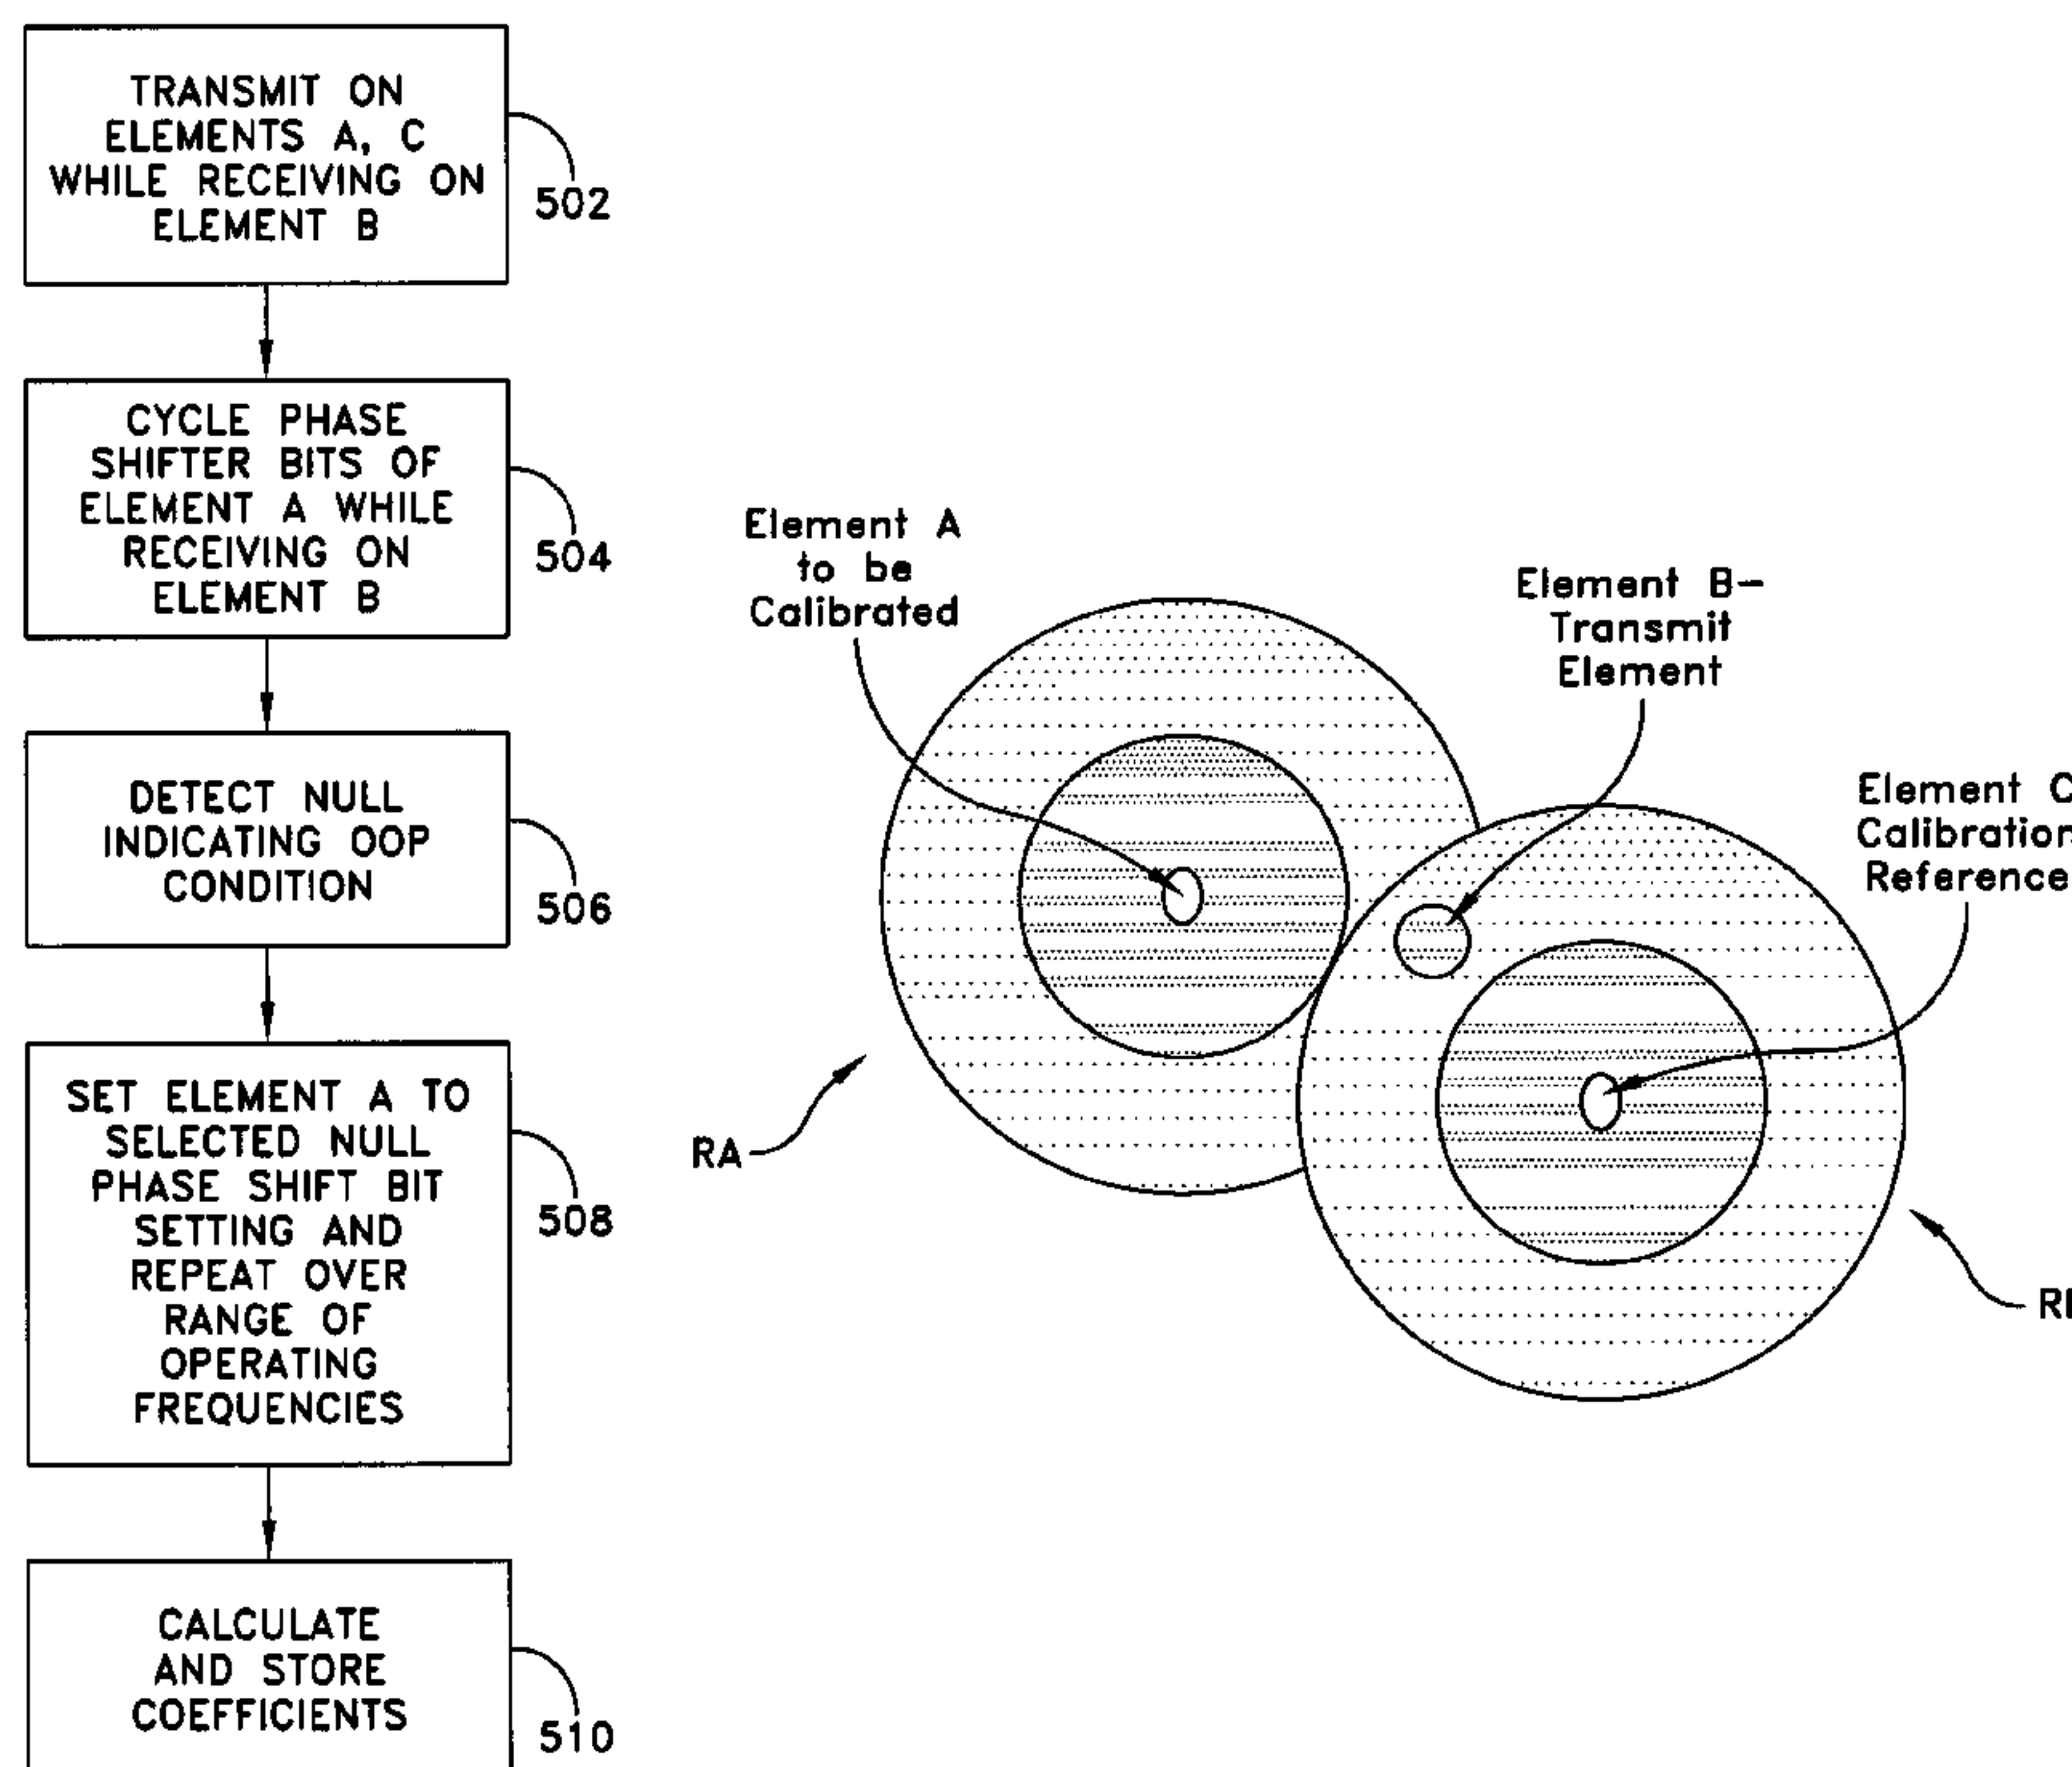 TRANSMIT ON
ELEMENTS A, C
WHILE RECEIVING ON
ELEMENT B
502
CYCLE PHASE
SHIFTER BITS OF
ELEMENT A WHILE
RECEIVING ON
ELEMENT B
504
DETECT NULL
INDICATING OOP
CONDITION
506
SET ELEMENT A TO
SELECTED NULL
PHASE SHIFT BIT
SETTING AND
REPEAT OVER
RANGE OF
OPERATING
FREQUENCIES
508
CALCULATE
AND STORE
COEFFICIENTS
510
Element A
to be
Calibrated
Element B-
Transmit
Element
Element C
Calibration
Reference
RA